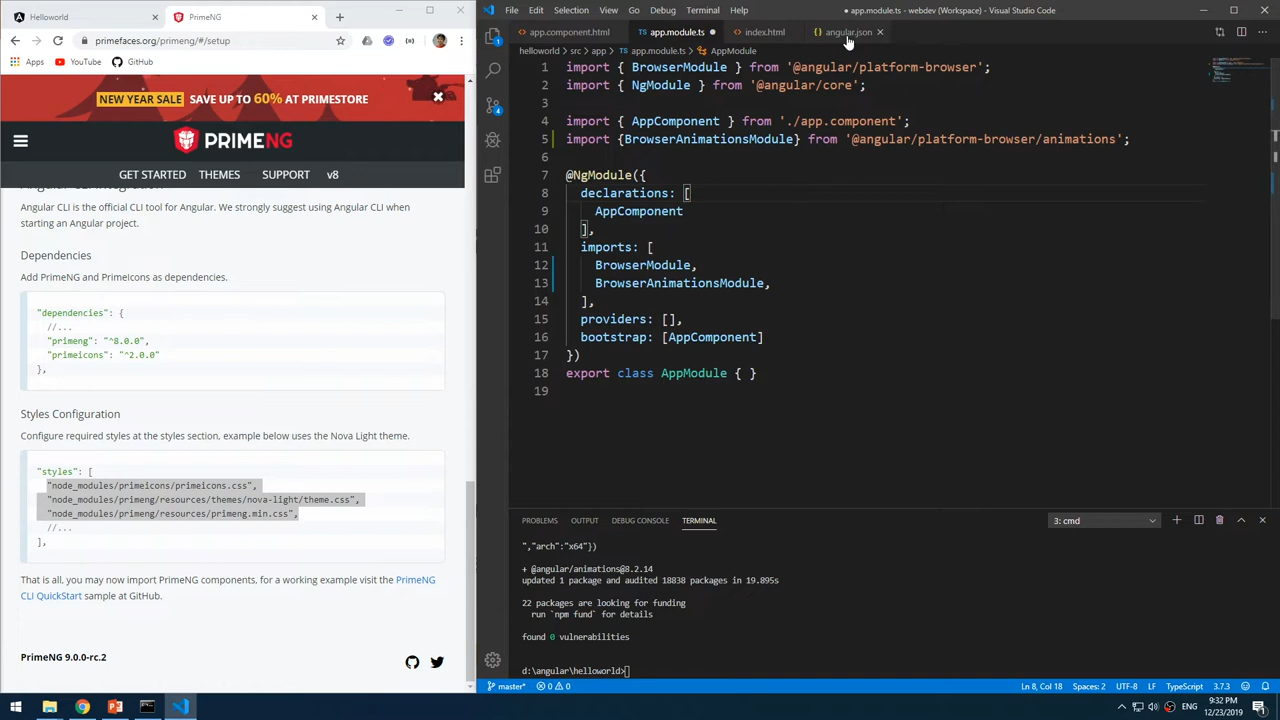 Helloworld
PrimeNG
primefaces.org/primeng/#/setup
Apps YouTube GitHub
NEW YEAR SALE SAVE UP TO 60% AT PRIMESTORE
PRIMENG
GET STARTED THEMES SUPPORT v8
Angular CLI Integration
Angular CLI is the official CLI tool for Angular. We strongly suggest using Angular CLI when
starting an Angular project.
Dependencies
Add PrimeNG and PrimeIcons as dependencies.
"dependencies": {
//...
"primeng": "^8.0.0",
"primeicons": "^2.0.0"
},
Styles Configuration
Configure required styles at the styles section, example below uses the Nova Light theme.
"styles": [
"node_modules/primeicons/primeicons.css",
"node_modules/primeng/resources/themes/nova-light/theme.css",
"node_modules/primeng/resources/primeng.min.css",
//...
],
That is all, you may now import PrimeNG components, for a working example visit the PrimeNG
CLI QuickStart sample at GitHub.
PrimeNG 9.0.0-rc.2
File Edit Selection View Go Debug Terminal Help
● app.module.ts - webdev (Workspace) - Visual Studio Code
app.component.html app.module.ts ● index.html angular.json
helloworld > src > app > app.module.ts > AppModule
1 import { BrowserModule } from '@angular/platform-browser';
2 import { NgModule } from '@angular/core';
3
4 import { AppComponent } from './app.component';
5 import {BrowserAnimationsModule} from '@angular/platform-browser/animations';
6
7 @NgModule({
8 declarations: [
9 AppComponent
10 ],
11 imports: [
12 BrowserModule,
13 BrowserAnimationsModule,
14 ],
15 providers: [],
16 bootstrap: [AppComponent]
17 })
18 export class AppModule { }
19
PROBLEMS OUTPUT DEBUG CONSOLE TERMINAL 3: cmd
","arch":"x64"})
+ @angular/animations@8.2.14
updated 1 package and audited 18838 packages in 19.895s
22 packages are looking for funding
run `npm fund` for details
found 0 vulnerabilities
d:\angular\helloworld>
1
4
master* 0 0 Ln 8, Col 18 Spaces: 2 UTF-8 LF TypeScript 3.7.3
ENG
9:32 PM
12/23/2019
1